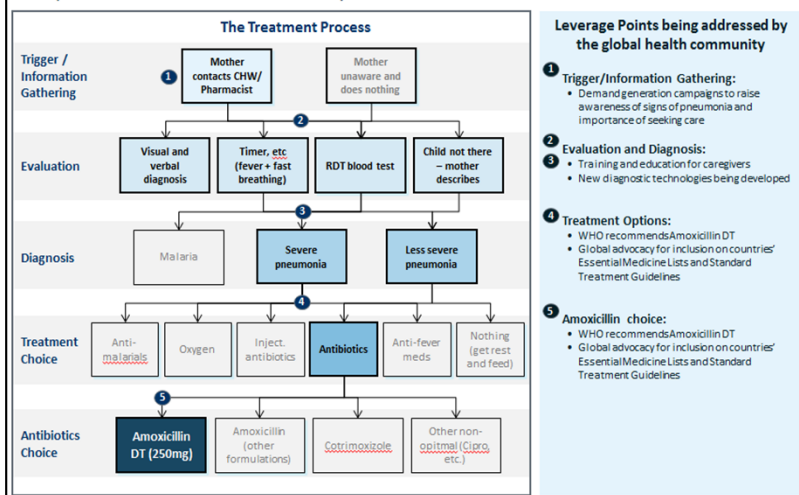 The Treatment Process
Trigger /
Information
Gathering
1
Mother
contacts CHW/
Pharmacist
Mother
unaware and
does nothing
2
Evaluation
Visual and
verbal
diagnosis
Timer, etc
(fever + fast
breathing)
RDT blood test
Child not there
– mother
describes
3
Diagnosis
Malaria
Severe
pneumonia
Less severe
pneumonia
4
Treatment
Choice
Anti-
malarials
Oxygen
Inject.
antibiotics
Antibiotics
Anti-fever
meds
Nothing
(get rest
and feed)
5
Antibiotics
Choice
Amoxicillin
DT (250mg)
Amoxicillin
(other
formulations)
Cotrimoxizole
Other non-
opitmal (Cipro,
etc.)
Leverage Points being addressed by
the global health community
1
Trigger/Information Gathering:
• Demand generation campaigns to raise
awareness of signs of pneumonia and
importance of seeking care
2
Evaluation and Diagnosis:
3
• Training and education for caregivers
• New diagnostic technologies being developed
4
Treatment Options:
• WHO recommends Amoxicillin DT
• Global advocacy for inclusion on countries'
Essential Medicine Lists and Standard
Treatment Guidelines
5
Amoxicillin choice:
• WHO recommends Amoxicillin DT
• Global advocacy for inclusion on countries'
Essential Medicine Lists and Standard
Treatment Guidelines